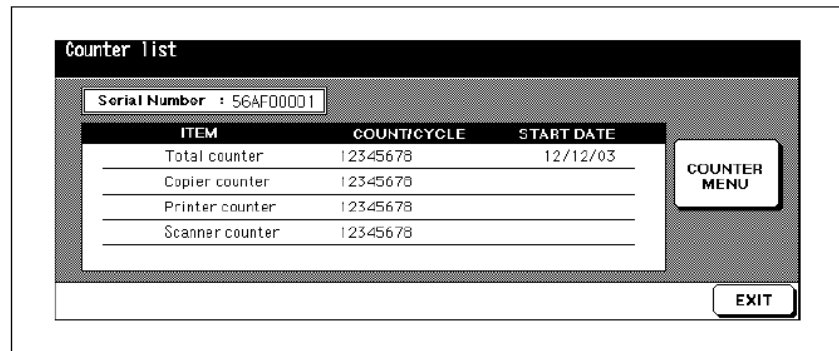 Counter list
Serial Number : 56AF00001
ITEM COUNT/CYCLE START DATE
Total counter 12345678 12/12/03
Copier counter 12345678
Printer counter 12345678
Scanner counter 12345678
COUNTER
MENU
EXIT